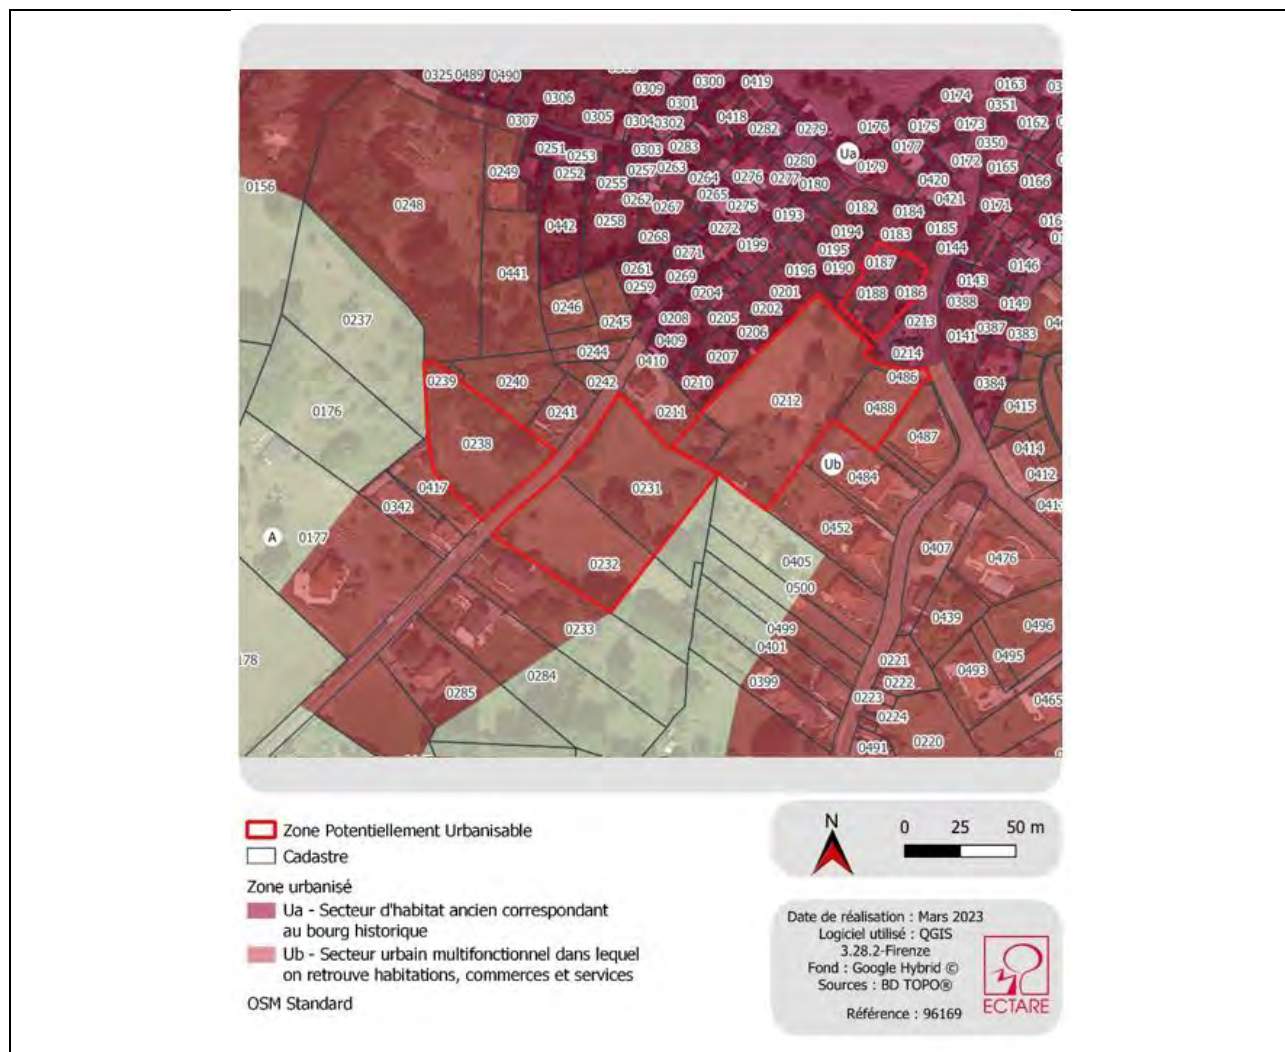 0325 0489 0490 0309 0300 0419 0174 0163
0306 0301 0351
0307 0305 0304 0302 0418 0282 0279 0176 0175 0173 0162
0251 0253 0303 0283 Ua 0177 0350
0249 0252 0257 0263 0280 0179 0172 0165
0156 0255 0264 0276 0277 0180 0420 0166
0248 0262 0267 0265 0275 0193 0182 0184 0421 0171
0442 0258 0268 0272 0194 0183 0185
0271 0199 0195 0144
0441 0261 0269 0196 0190 0187 0143 0146
0259 0204 0201 0188 0186 0388 0149
0246 0245 0208 0205 0202 0213 0387 0383
0237 0409 0206 0141
0244 0410 0207 0214
0239 0240 0242 0210 0486 0384
0176 0241 0211 0212 0488 0415
0238 0487 0414
0417 0231 Ub 0484 0412
0342
A 0177 0452 0407 0476
0232 0405
0500 0439
0233 0499 0496
0401 0221 0495
178 0284 0399 0222 0493
0285 0223 0465
0224
0491 0220
Zone Potentiellement Urbanisable
Cadastre
Zone urbanisé
Ua - Secteur d'habitat ancien correspondant
au bourg historique
Ub - Secteur urbain multifonctionnel dans lequel
on retrouve habitations, commerces et services
OSM Standard
N
0 25 50 m
Date de réalisation : Mars 2023
Logiciel utilisé : QGIS
3.28.2-Firenze
Fond : Google Hybrid ©
Sources : BD TOPO®
Référence : 96169
ECTARE